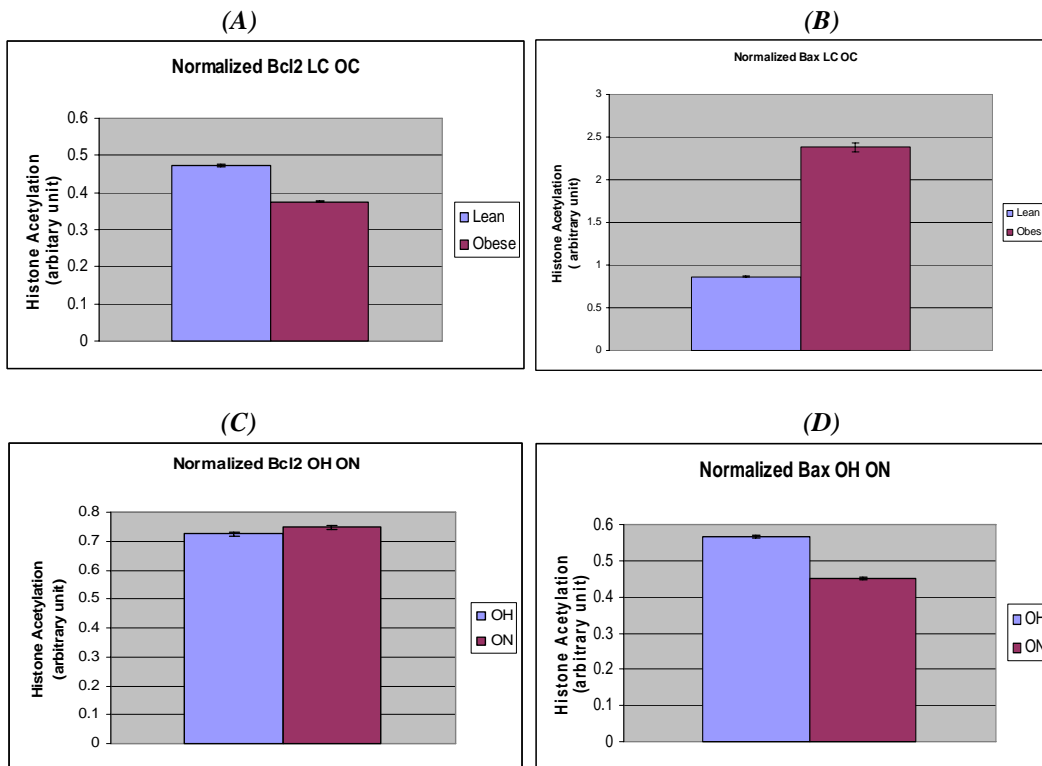 (A)
Normalized Bcl2 LC OC
Histone Acetylation
(arbitary unit)
0.6
0.5
0.4
0.3
0.2
0.1
0
Lean
Obese
(B)
Normalized Bax LC OC
Histone Acetylation
( arbitrary unit)
3
2.5
2
1.5
1
0.5
0
Lean
Obes
(C)
Normalized Bcl2 OH ON
Histone Acetylation
(arbitrary unit)
0.8
0.7
0.6
0.5
0.4
0.3
0.2
0.1
0
OH
ON
(D)
Normalized Bax OH ON
Histone Acetylation
(arbitrary unit)
0.6
0.5
0.4
0.3
0.2
0.1
0
OH
ON